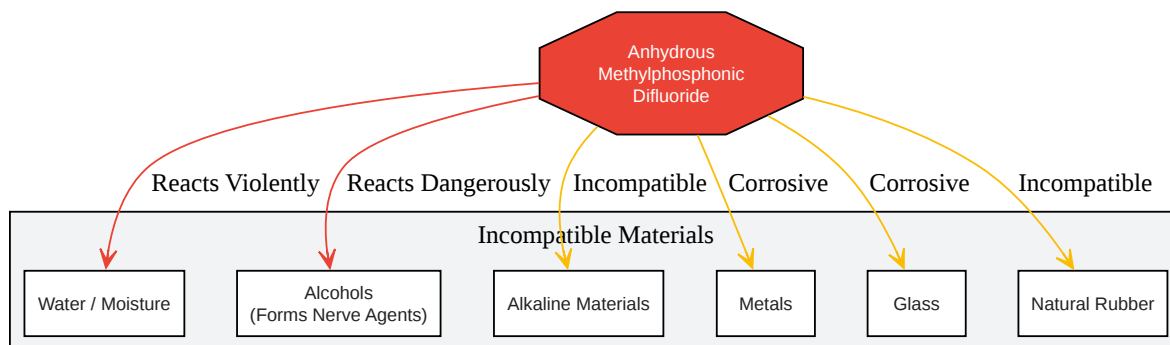 Anhydrous
Methylphosphonic
Difluoride
Reacts Violently
Reacts Dangerously
Incompatible
Corrosive
Corrosive
Incompatible
Incompatible Materials
Water / Moisture
Alcohols
(Forms Nerve Agents)
Alkaline Materials
Metals
Glass
Natural Rubber